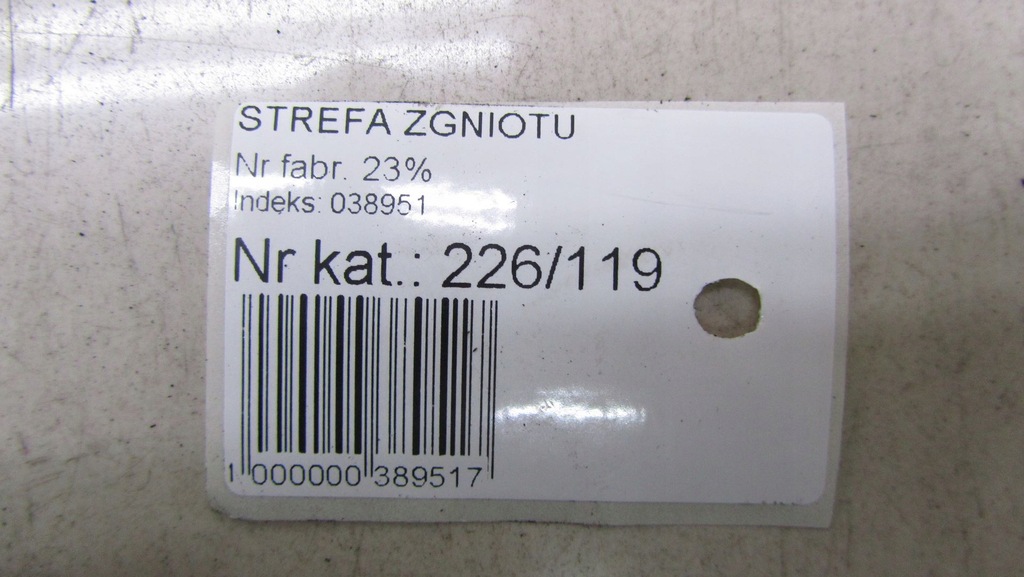 STREFA ZGNIOTU
Nr fabr. 23%
Indeks: 038951
Nr kat.: 226/119
1 000000 389517